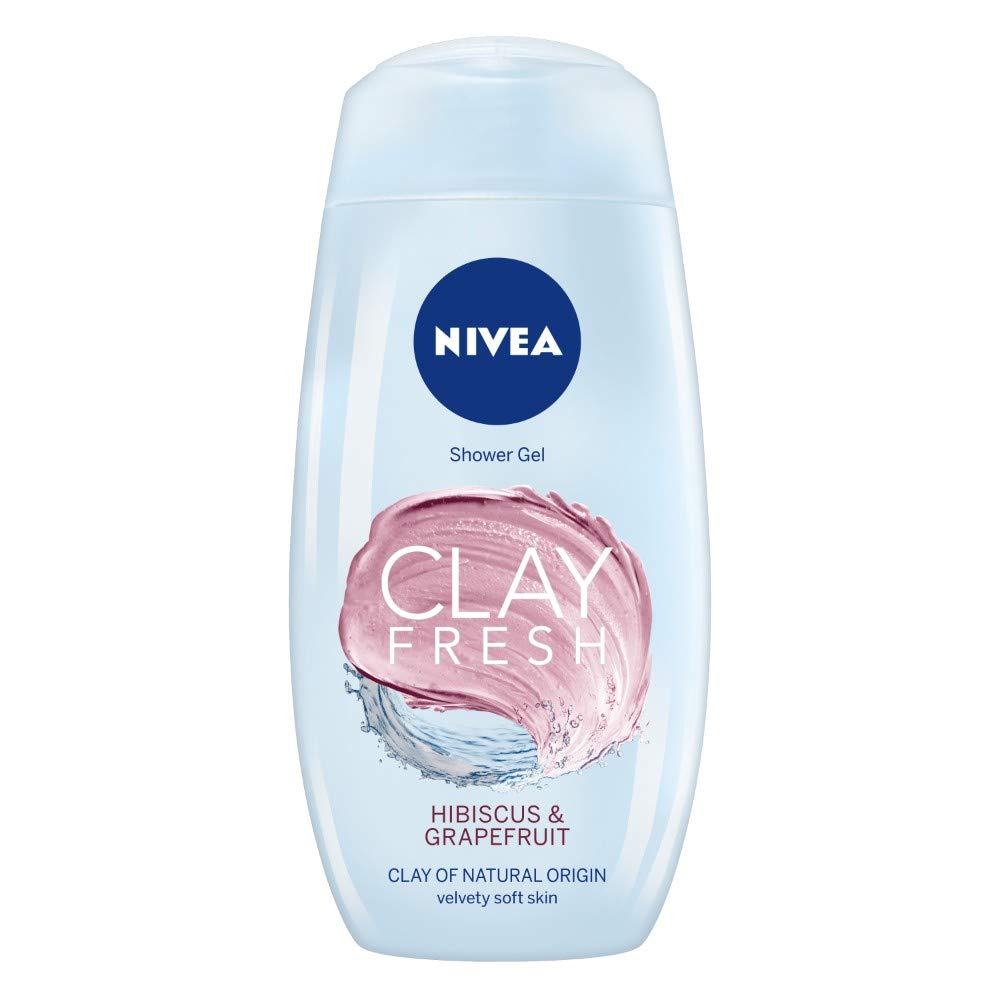 NIVEA
Shower Gel
CLAY
FRESH
HIBISCUS &
GRAPEFRUIT
CLAY OF NATURAL ORIGIN
velvety soft skin